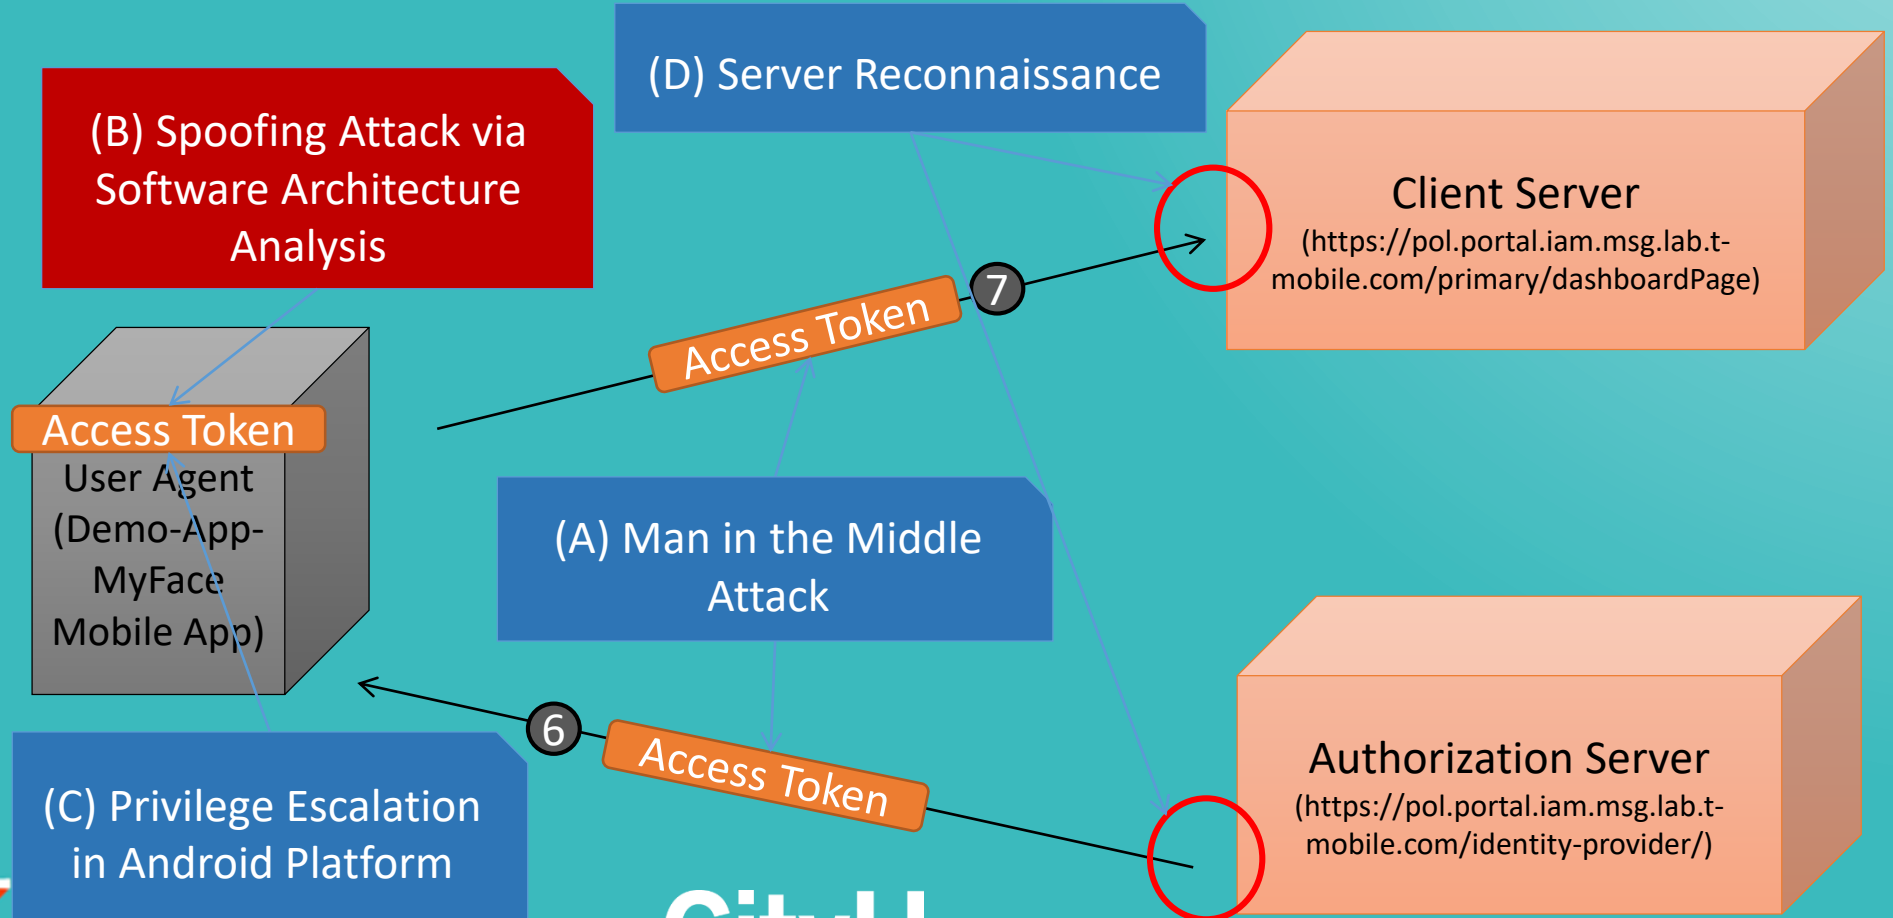 (D) Server Reconnaissance
(B) Spoofing Attack via
Software Architecture
Analysis
Client Server
(https://pol.portal.iam.msg.lab.t-
mobile.com/primary/dashboardPage)
7
Access Token
Access Token
User Agent
(Demo-App-
MyFace
Mobile App)
(A) Man in the Middle
Attack
6
Access Token
Authorization Server
(https://pol.portal.iam.msg.lab.t-
mobile.com/identity-provider/)
(C) Privilege Escalation
in Android Platform
CityU